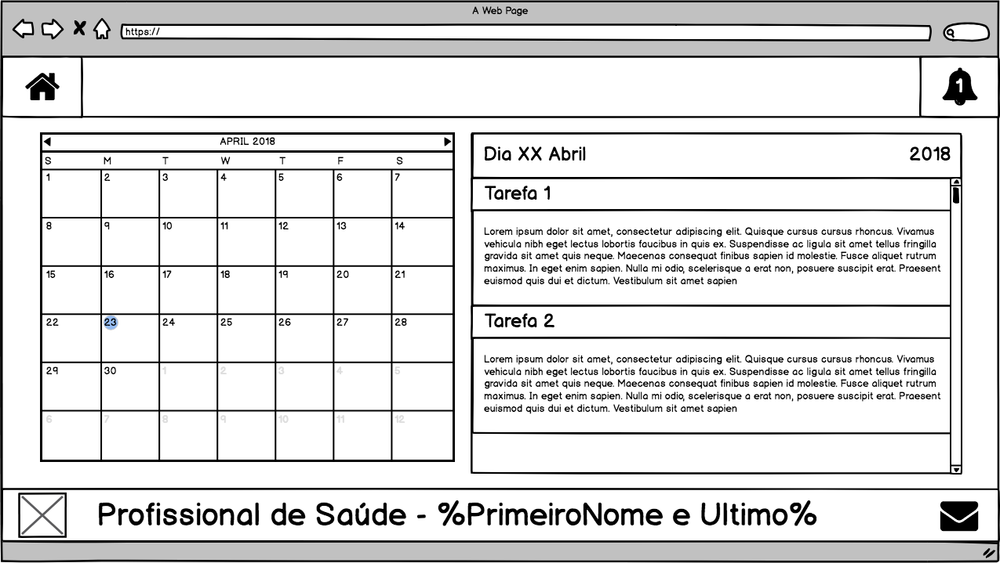 A Web Page
https://
1
APRIL 2018
S M T W T F S
1 2 3 4 5 6 7
8 9 10 11 12 13 14
15 16 17 18 19 20 21
22 23 24 25 26 27 28
29 30 1 2 3 4 5
6 7 8 9 10 11 12
Dia XX Abril 2018
Tarefa 1
Lorem ipsum dolor sit amet, consectetur adipiscing elit. Quisque cursus cursus rhoncus. Vivamus
vehicula nibh eget lectus lobortis faucibus in quis ex. Suspendisse ac ligula sit amet tellus fringilla
gravida sit amet quis neque. Maecenas consequat finibus sapien id molestie. Fusce aliquet rutrum
maximus. In eget enim sapien. Nulla mi odio, scelerisque a erat non, posuere suscipit erat. Praesent
euismod quis dui et dictum. Vestibulum sit amet sapien
Tarefa 2
Lorem ipsum dolor sit amet, consectetur adipiscing elit. Quisque cursus cursus rhoncus. Vivamus
vehicula nibh eget lectus lobortis faucibus in quis ex. Suspendisse ac ligula sit amet tellus fringilla
gravida sit amet quis neque. Maecenas consequat finibus sapien id molestie. Fusce aliquet rutrum
maximus. In eget enim sapien. Nulla mi odio, scelerisque a erat non, posuere suscipit erat. Praesent
euismod quis dui et dictum. Vestibulum sit amet sapien
Profissional de Saúde - %PrimeiroNome e Ultimo%